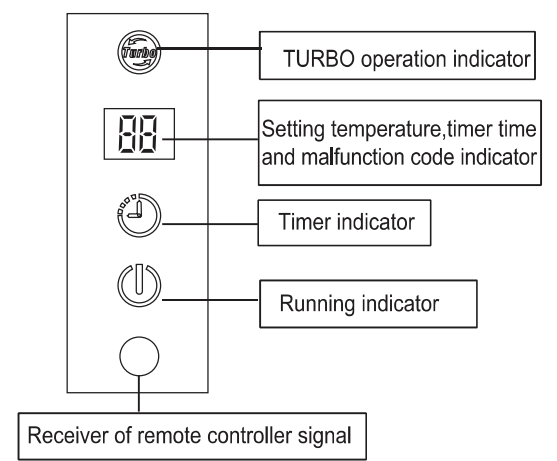 Turbo
TURBO operation indicator
88
Setting temperature,timer time
and malfunction code indicator
Timer indicator
Running indicator
Receiver of remote controller signal